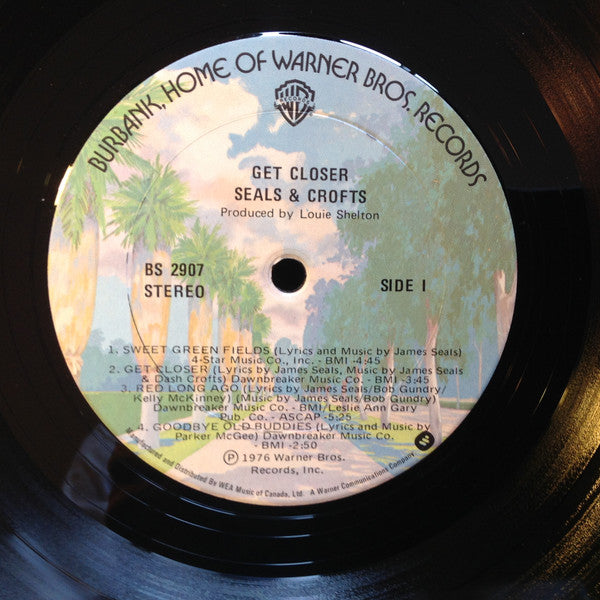 BURBANK, HOME OF WARNER BROS. RECORDS
GET CLOSER
SEALS & CROFTS
Produced by Louie Shelton
BS 2907
STEREO
SIDE I
1. SWEET GREEN FIELDS (Lyrics and Music by James Seals)
4-Star Music Co., Inc. - BMI -4:45
2. GET CLOSER (Lyrics by James Seals, Music by James Seals
& Dash Crofts) Dawnbreaker Music Co. - BMI -3:45
3. RED LONG AGO (Lyrics by James Seals/Bob Gundry/
Kelly McKinney) (Music by James Seals/Bob Gundry)
Dawnbreaker Music Co. - BMI/Leslie Ann Gary
Pub. Co. - ASCAP -5:25
4. GOODBYE OLD BUDDIES (Lyrics and Music by
Parker McGee) Dawnbreaker Music Co.
- BMI -2:50
℗ 1976 Warner Bros.
Records, Inc.
Manufactured and Distributed by WEA Music of Canada, Ltd. A Warner Communications Company.